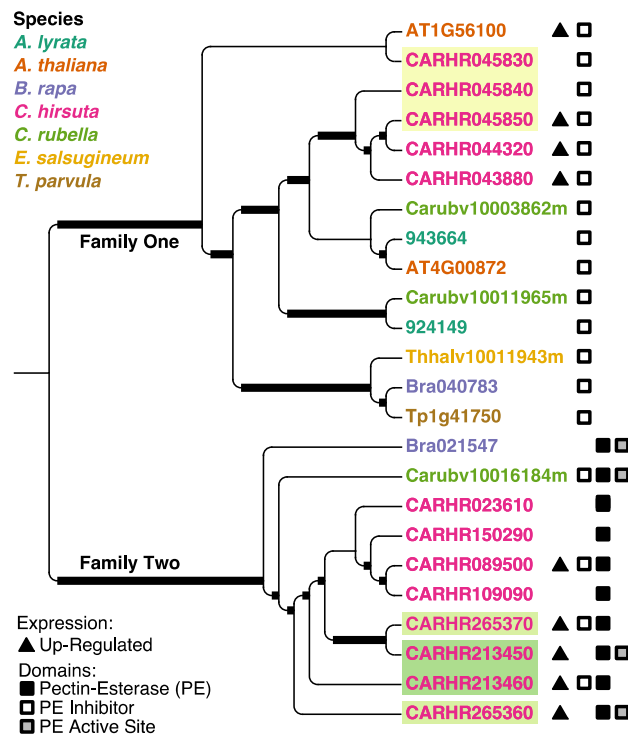 Species
A. lyrata
A. thaliana
B. rapa
C. hirsuta
C. rubella
E. salsugineum
T. parvula
AT1G56100
CARHR045830
CARHR045840
CARHR045850
CARHR044320
CARHR043880
Carubv10003862m
943664
AT4G00872
Carubv10011965m
924149
Thhalv10011943m
Bra040783
Tp1g41750
Bra021547
Carubv10016184m
CARHR023610
CARHR150290
CARHR089500
CARHR109090
CARHR265370
CARHR213450
CARHR213460
CARHR265360
Family One
Family Two
Expression:
Up-Regulated
Domains:
Pectin-Esterase (PE)
PE Inhibitor
PE Active Site